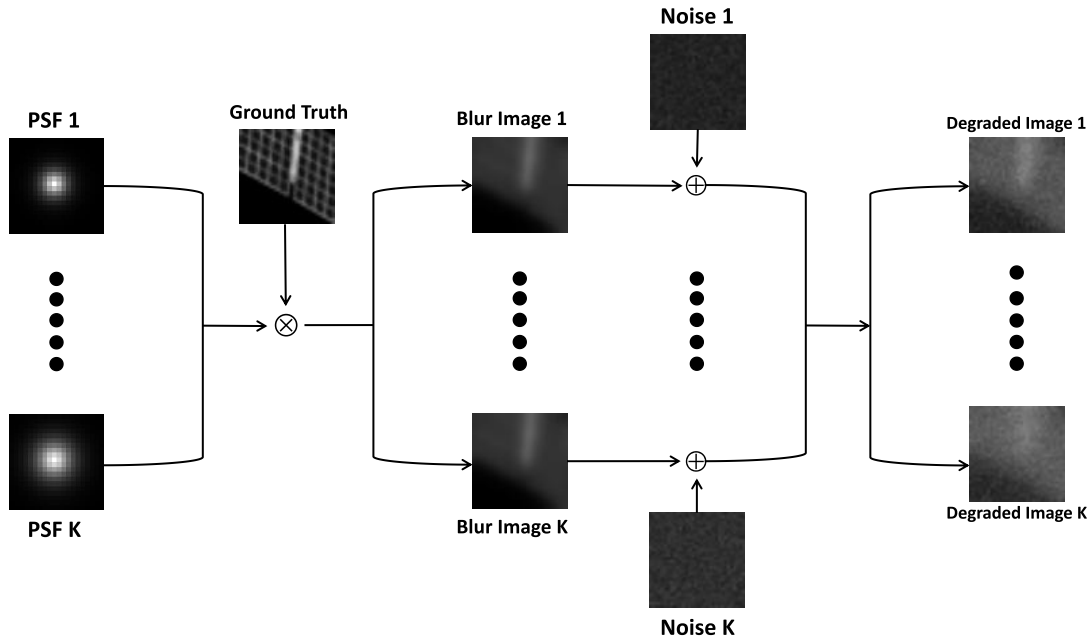 Noise 1
PSF 1
Ground Truth
Blur Image 1
Degraded Image 1
PSF K
Blur Image K
Degraded Image K
Noise K